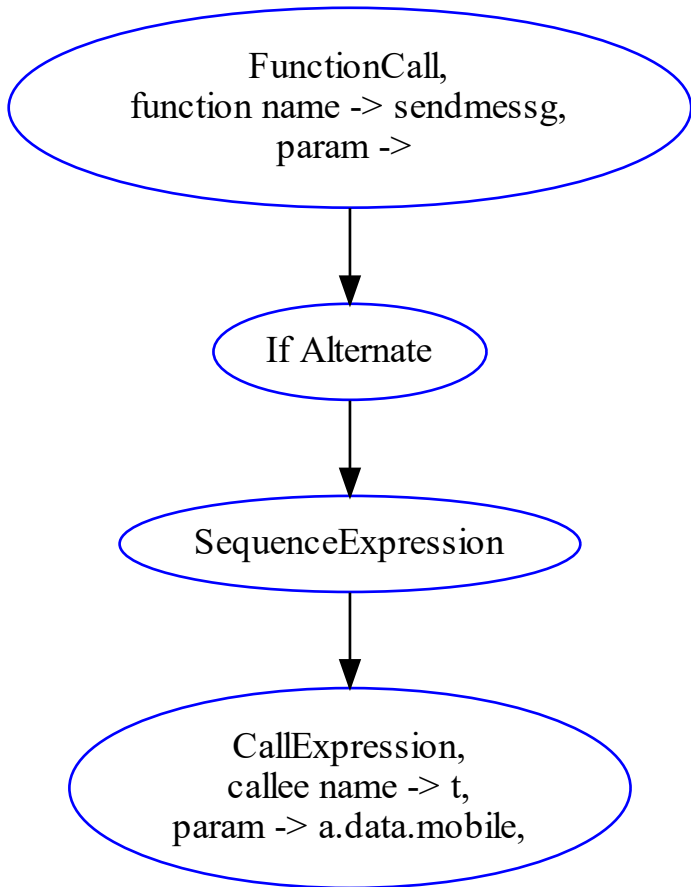 FunctionCall,
function name -> sendmessg,
param ->
If Alternate
SequenceExpression
CallExpression,
callee name -> t,
param -> a.data.mobile,